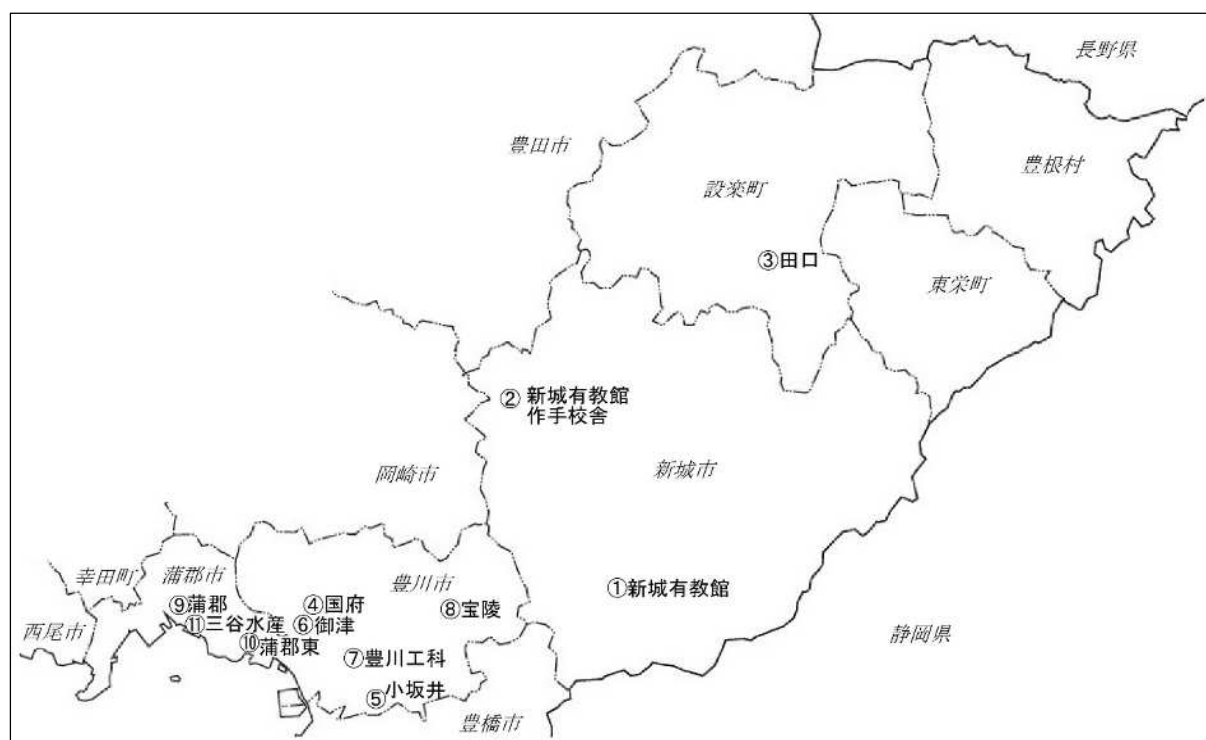 長野県
豊田市
設楽町
豊根村
③田口
東栄町
② 新城有教館
作手校舎
岡崎市
新城市
幸田町
蒲郡市
豊川市
①新城有教館
⑨蒲郡
④国府
⑧宝陵
西尾市
⑪三谷水産
⑥御津
⑩蒲郡東
静岡県
⑦豊川工科
⑤小坂井
豊橋市